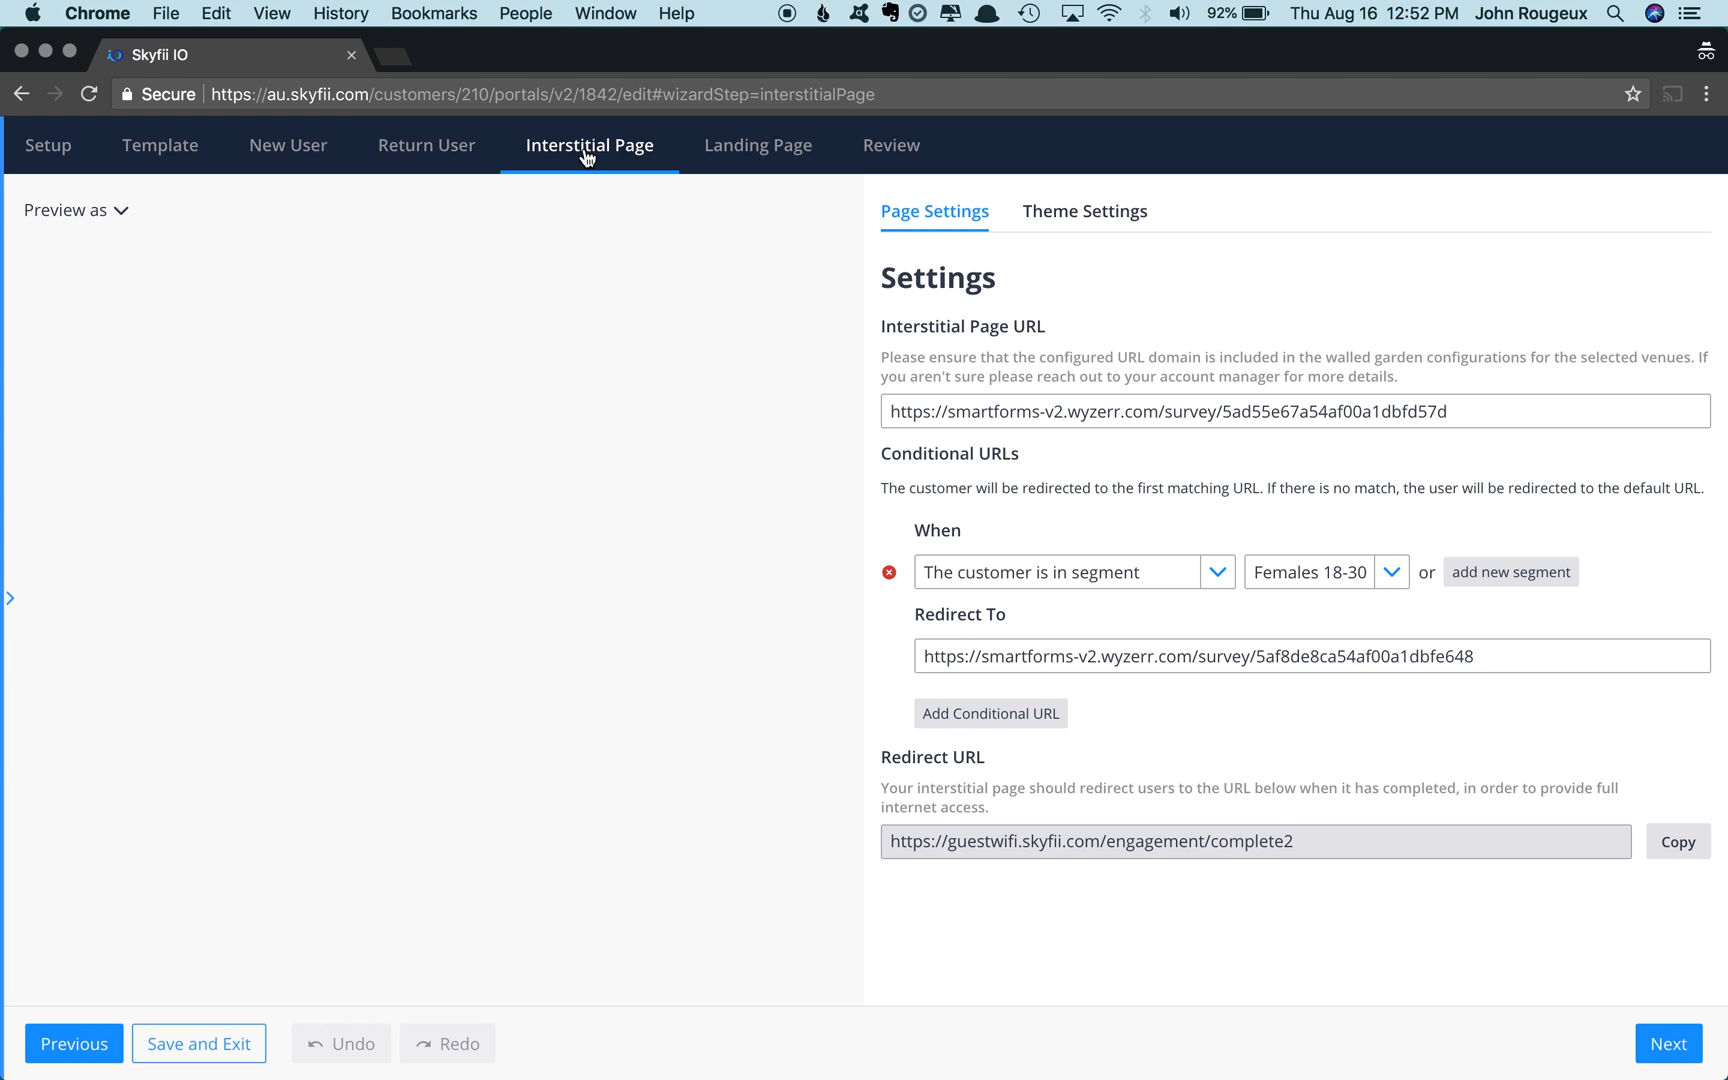 Chrome File Edit View History Bookmarks People Window Help 92% Thu Aug 16 12:52 PM John Rougeux
Skyfii IO
Secure https://au.skyfii.com/customers/210/portals/v2/1842/edit#wizardStep=interstitialPage
Setup Template New User Return User Interstitial Page Landing Page Review
Preview as
Page Settings Theme Settings
Settings
Interstitial Page URL
Please ensure that the configured URL domain is included in the walled garden configurations for the selected venues. If
you aren't sure please reach out to your account manager for more details.
https://smartforms-v2.wyzerr.com/survey/5ad55e67a54af00a1dbfd57d
Conditional URLs
The customer will be redirected to the first matching URL. If there is no match, the user will be redirected to the default URL.
When
The customer is in segment Females 18-30 or add new segment
Redirect To
https://smartforms-v2.wyzerr.com/survey/5af8de8ca54af00a1dbfe648
Add Conditional URL
Redirect URL
Your interstitial page should redirect users to the URL below when it has completed, in order to provide full
internet access.
https://guestwifi.skyfii.com/engagement/complete2 Copy
Previous Save and Exit Undo Redo Next